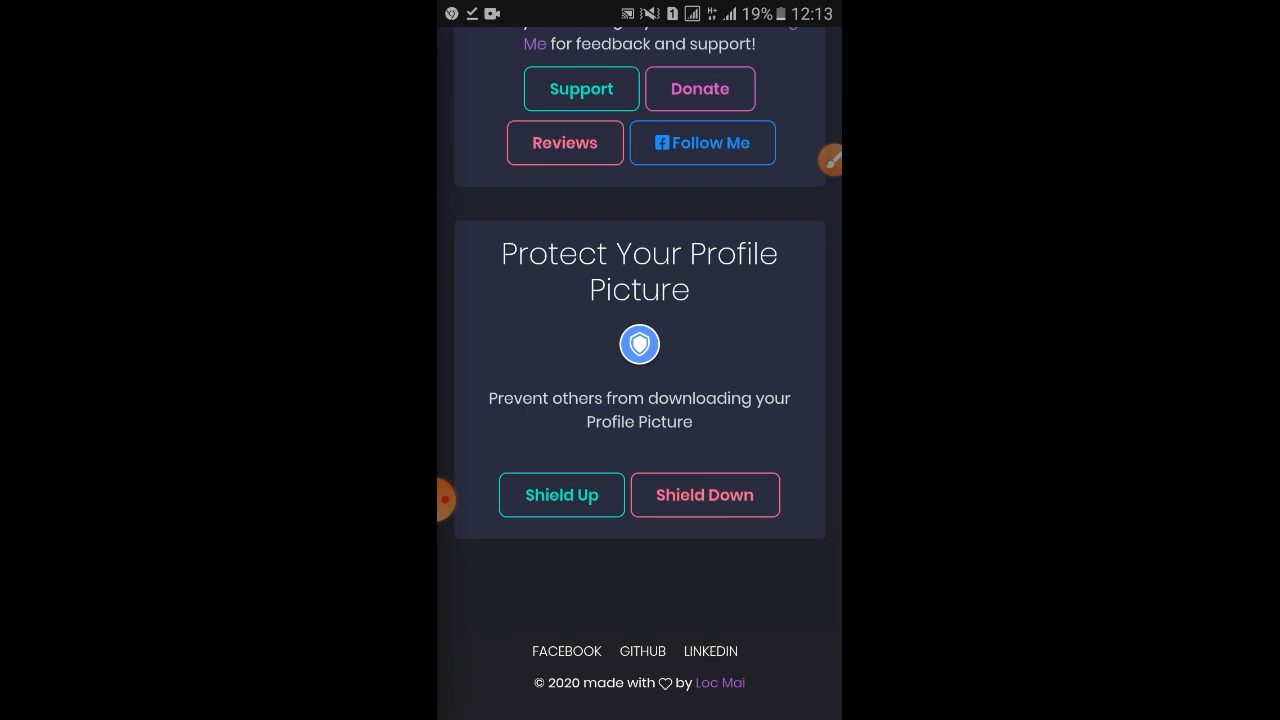 19% 12:13
Me for feedback and support!
Support Donate
Reviews Follow Me
Protect Your Profile
Picture
Prevent others from downloading your
Profile Picture
Shield Up Shield Down
FACEBOOK GITHUB LINKEDIN
© 2020 made with ♡ by Loc Mai